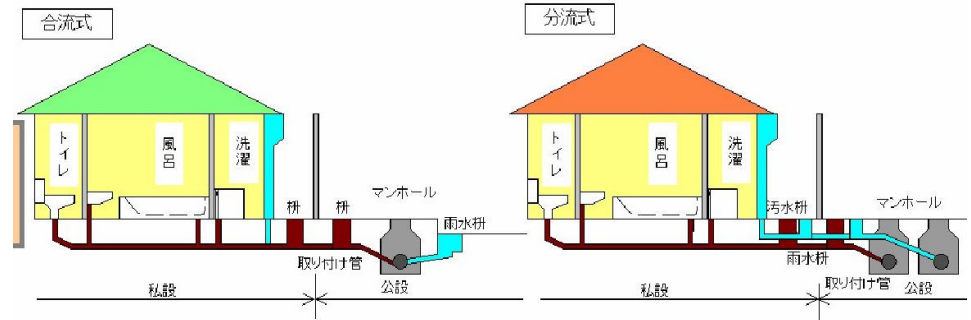 合流式
トイレ
風呂
洗濯
枡
枡
マンホール
雨水枡
取り付け管
私設
公設
分流式
トイレ
風呂
洗濯
汚水枡
マンホール
雨水枡
取り付け管
私設
公設